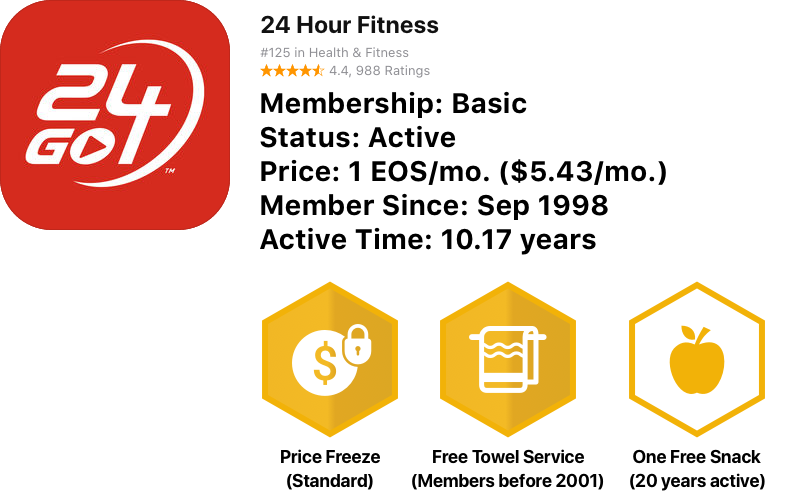 24
GO
TM
24 Hour Fitness
#125 in Health & Fitness
4.4, 988 Ratings
Membership: Basic
Status: Active
Price: 1 EOS/mo. ($5.43/mo.)
Member Since: Sep 1998
Active Time: 10.17 years
$
Price Freeze
(Standard)
Free Towel Service
(Members before 2001)
One Free Snack
(20 years active)